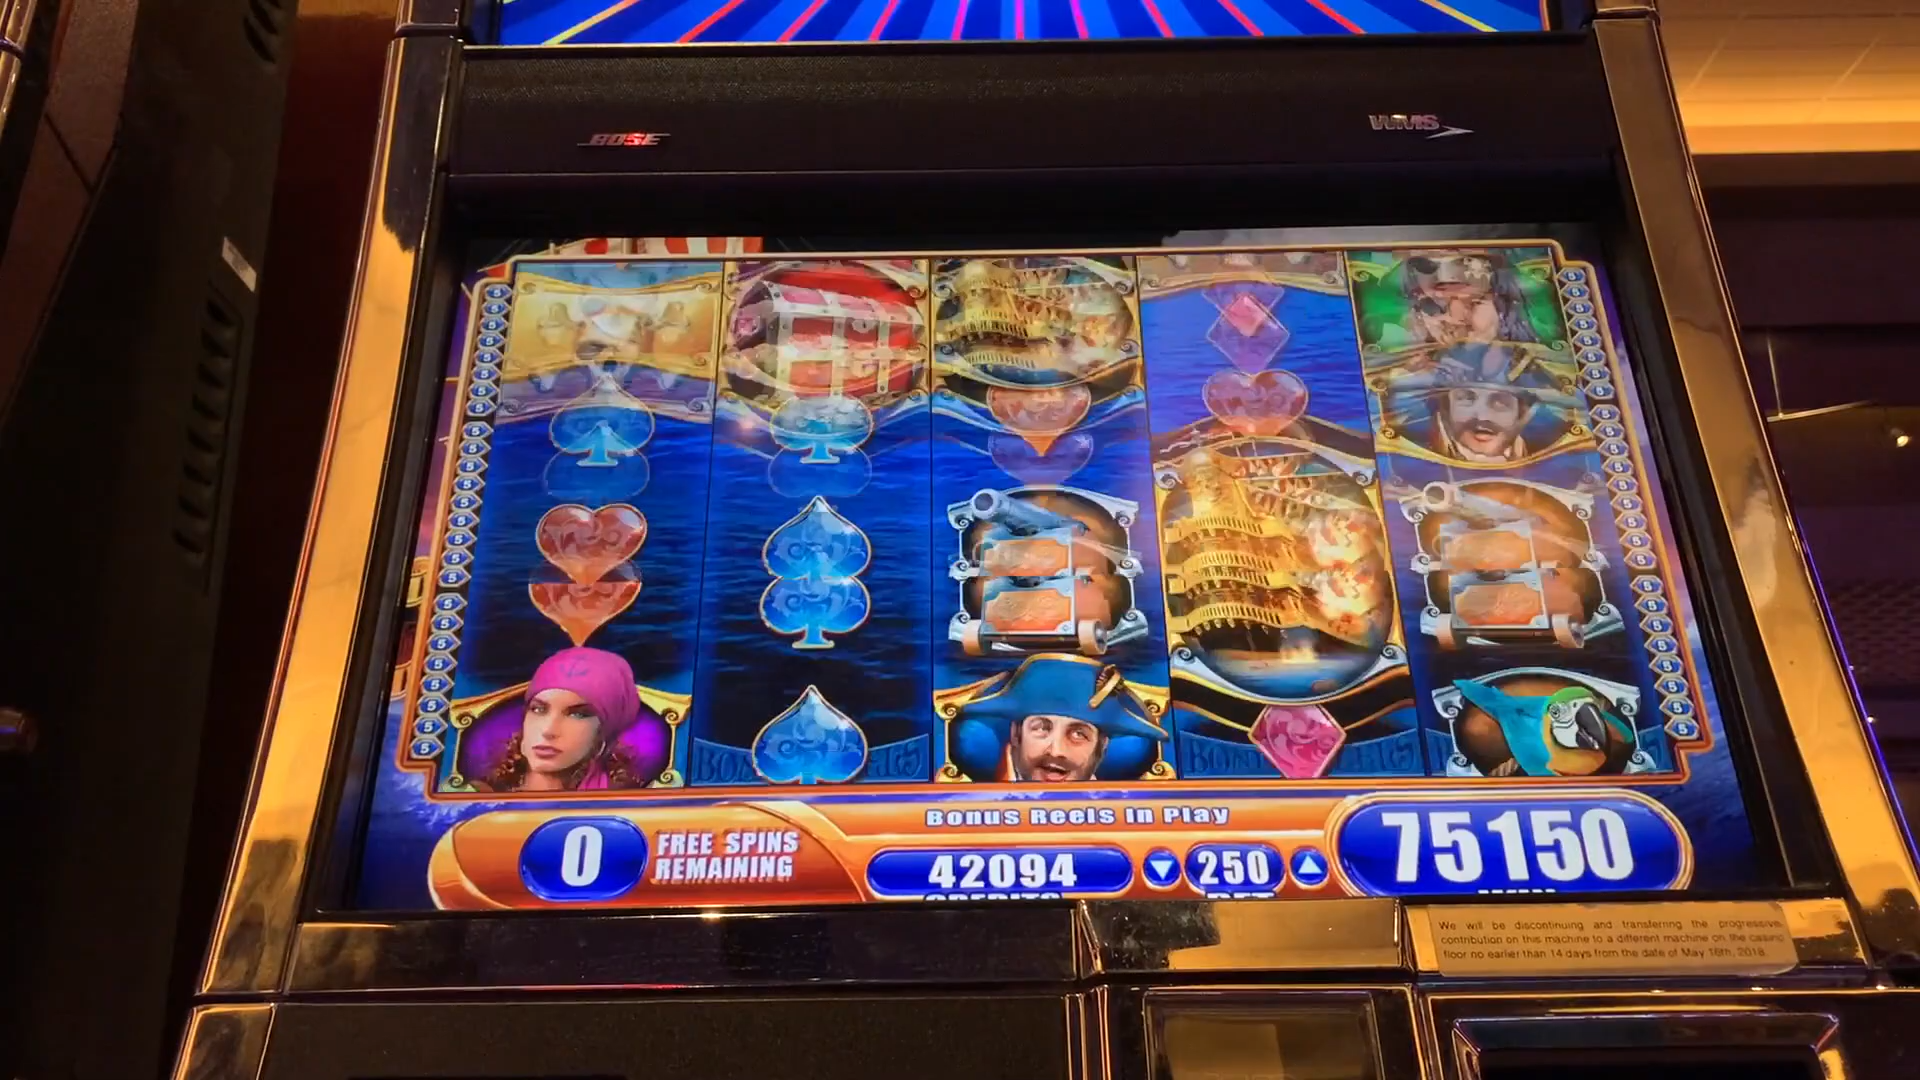 BOSE
WMS
Bonus Reels In Play
0
FREE SPINS
REMAINING
42094
250
75150
We will be discontinuing and transferring the progressive
contribution on this machine to a different machine on the casino
floor no earlier than 14 days from the date of May 16th, 2018.